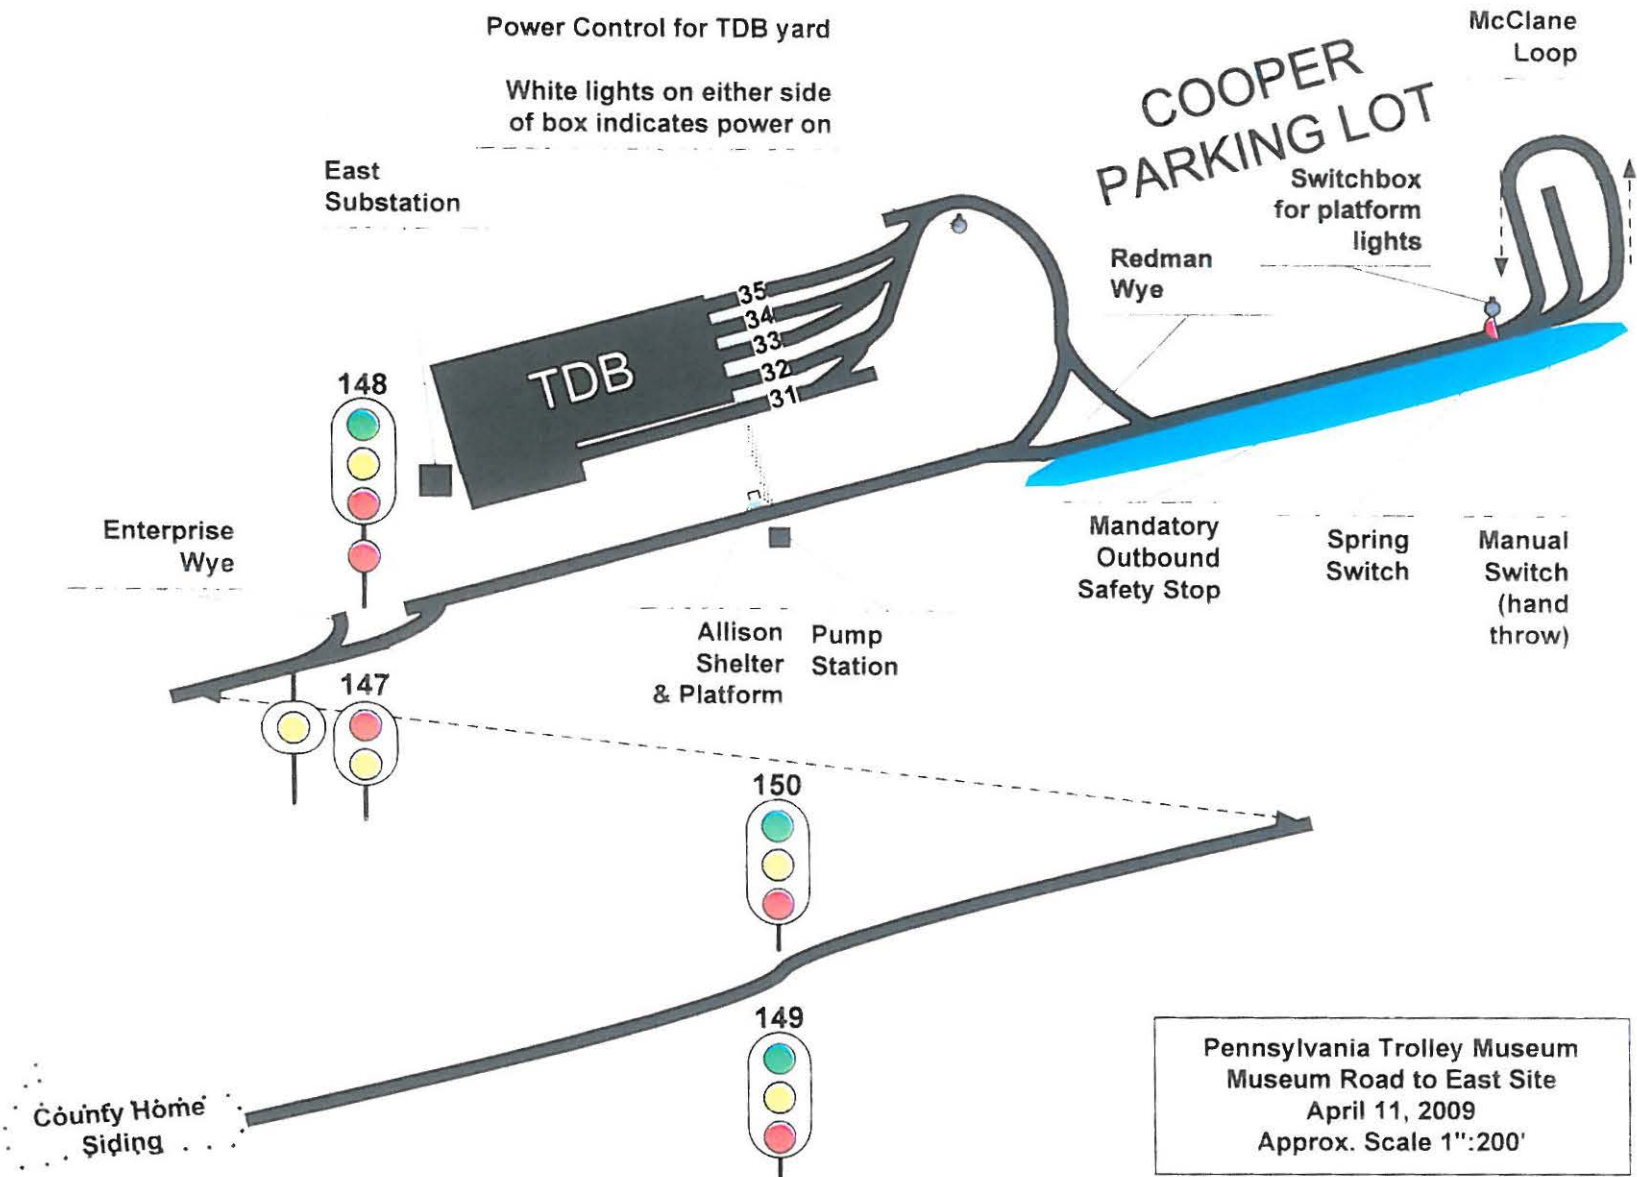 Power Control for TDB yard
White lights on either side
of box indicates power on
McClane
Loop
COOPER
PARKING LOT
East
Substation
Switchbox
for platform
lights
Redman
Wye
35
34
33
32
31
TDB
148
Enterprise
Wye
Mandatory
Outbound
Safety Stop
Spring
Switch
Manual
Switch
(hand
throw)
Allison
Shelter
& Platform
Pump
Station
147
150
149
County Home
Siding
Pennsylvania Trolley Museum
Museum Road to East Site
April 11, 2009
Approx. Scale 1":200'